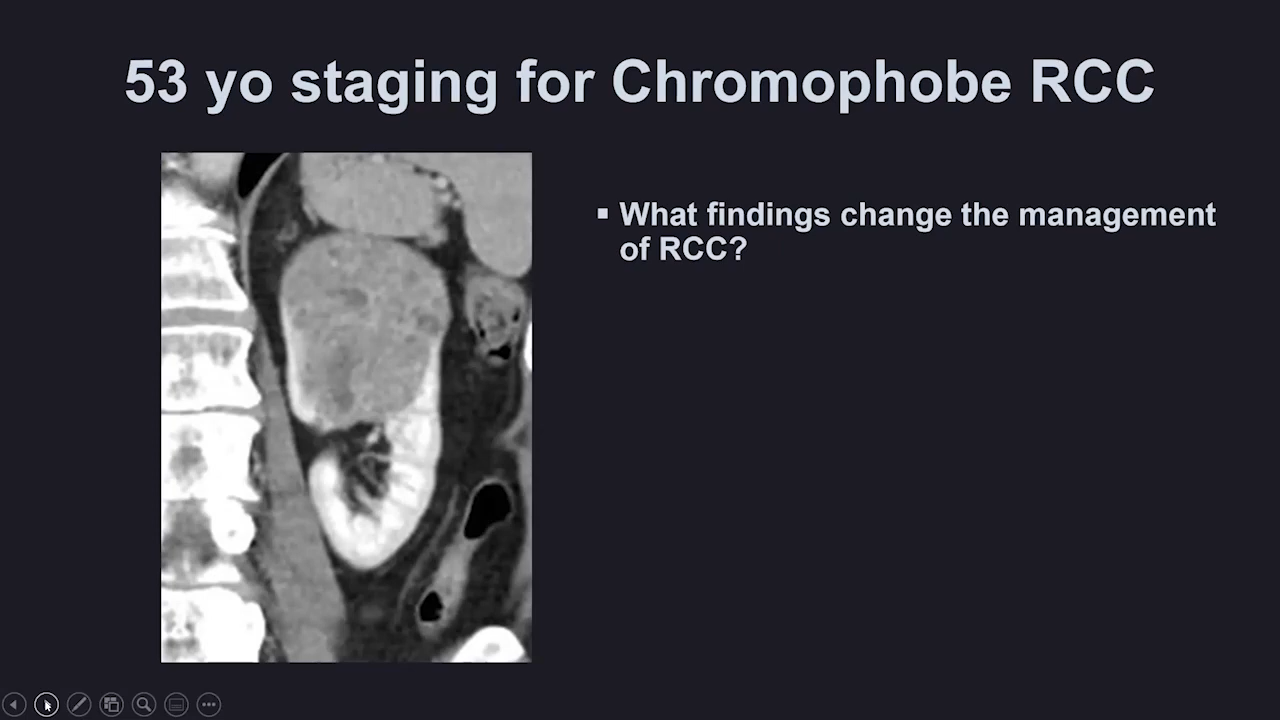 53 yo staging for Chromophobe RCC
▪ What findings change the management
of RCC?